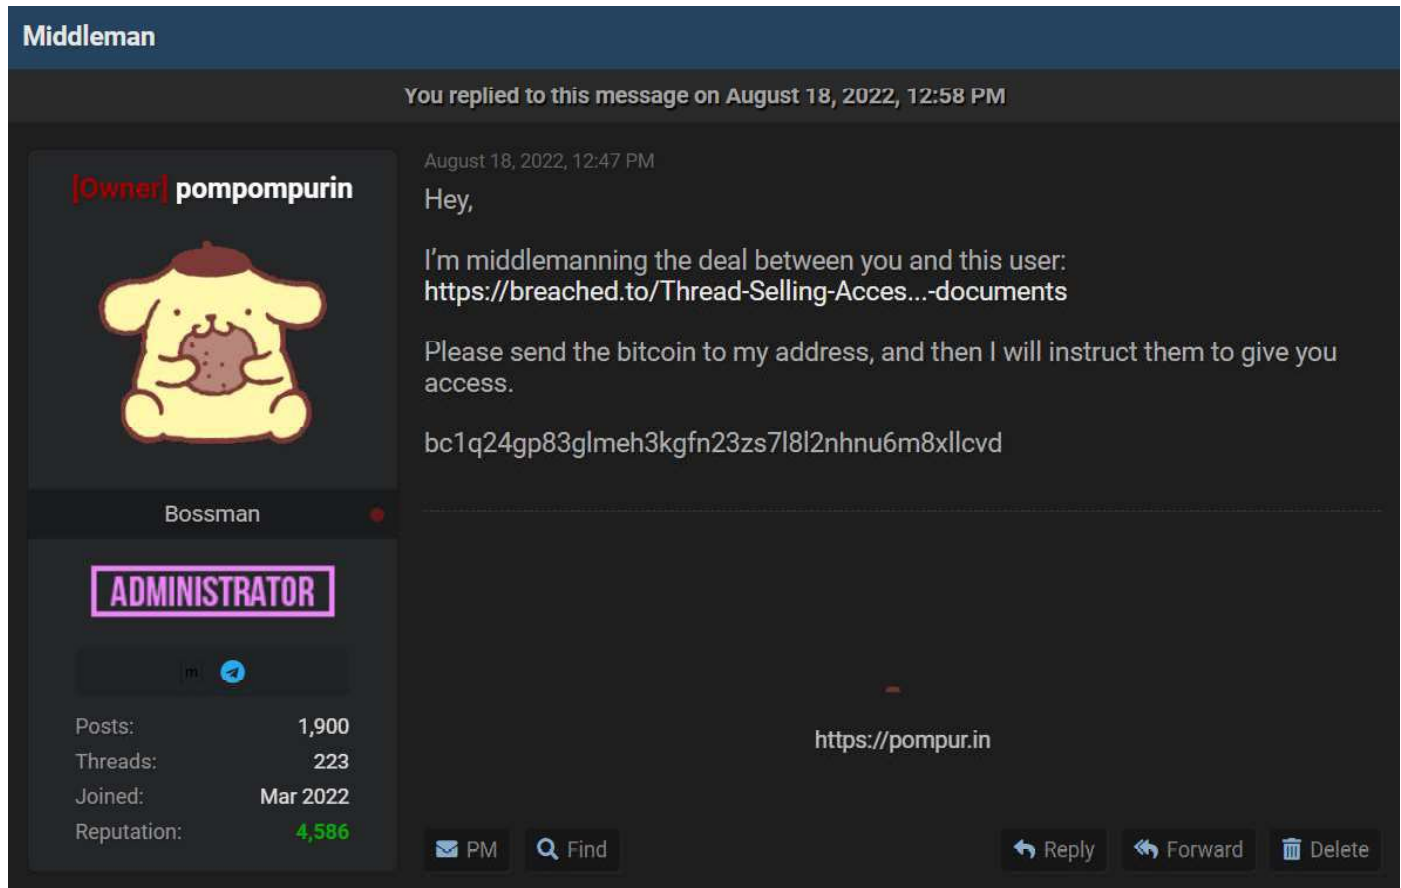 Middleman
You replied to this message on August 18, 2022, 12:58 PM
[Owner] pompompurin
Bossman
ADMINISTRATOR
m
Posts: 1,900
Threads: 223
Joined: Mar 2022
Reputation: 4,586
August 18, 2022, 12:47 PM
Hey,
I'm middlemanning the deal between you and this user:
https://breached.to/Thread-Selling-Acces...-documents
Please send the bitcoin to my address, and then I will instruct them to give you
access.
bc1q24gp83glmeh3kgfn23zs7l8l2nhnu6m8xllcvd
https://pompur.in
PM Find Reply Forward Delete